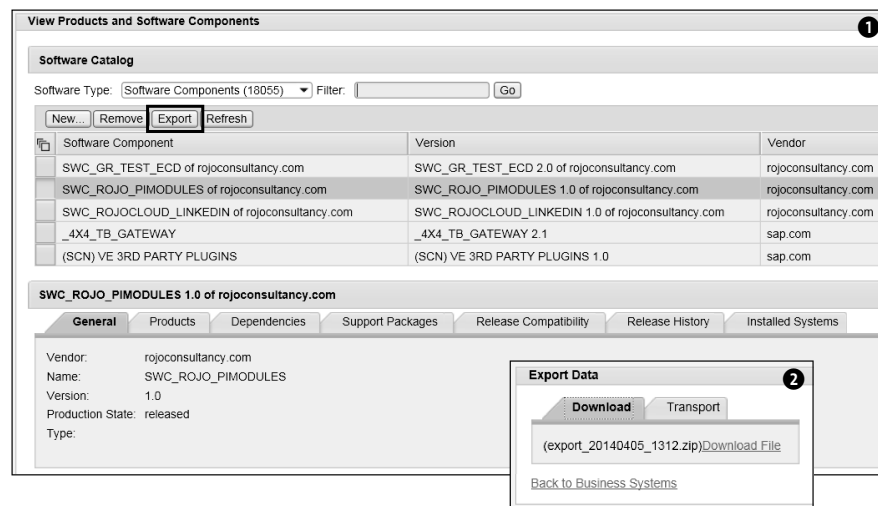 View Products and Software Components
❶
Software Catalog
Software Type: Software Components (18055) Filter: Go
New... Remove Export Refresh
Software Component Version Vendor
SWC_GR_TEST_ECD of rojoconsultancy.com SWC_GR_TEST_ECD 2.0 of rojoconsultancy.com rojoconsultancy.com
SWC_ROJO_PIMODULES of rojoconsultancy.com SWC_ROJO_PIMODULES 1.0 of rojoconsultancy.com rojoconsultancy.com
SWC_ROJOCLOUD_LINKEDIN of rojoconsultancy.com SWC_ROJOCLOUD_LINKEDIN 1.0 of rojoconsultancy.com rojoconsultancy.com
_4X4_TB_GATEWAY _4X4_TB_GATEWAY 2.1 sap.com
(SCN) VE 3RD PARTY PLUGINS (SCN) VE 3RD PARTY PLUGINS 1.0 sap.com
SWC_ROJO_PIMODULES 1.0 of rojoconsultancy.com
General Products Dependencies Support Packages Release Compatibility Release History Installed Systems
Vendor: rojoconsultancy.com
Name: SWC_ROJO_PIMODULES
Version: 1.0
Production State: released
Type:
Export Data
❷
Download Transport
(export_20140405_1312.zip)Download File
Back to Business Systems